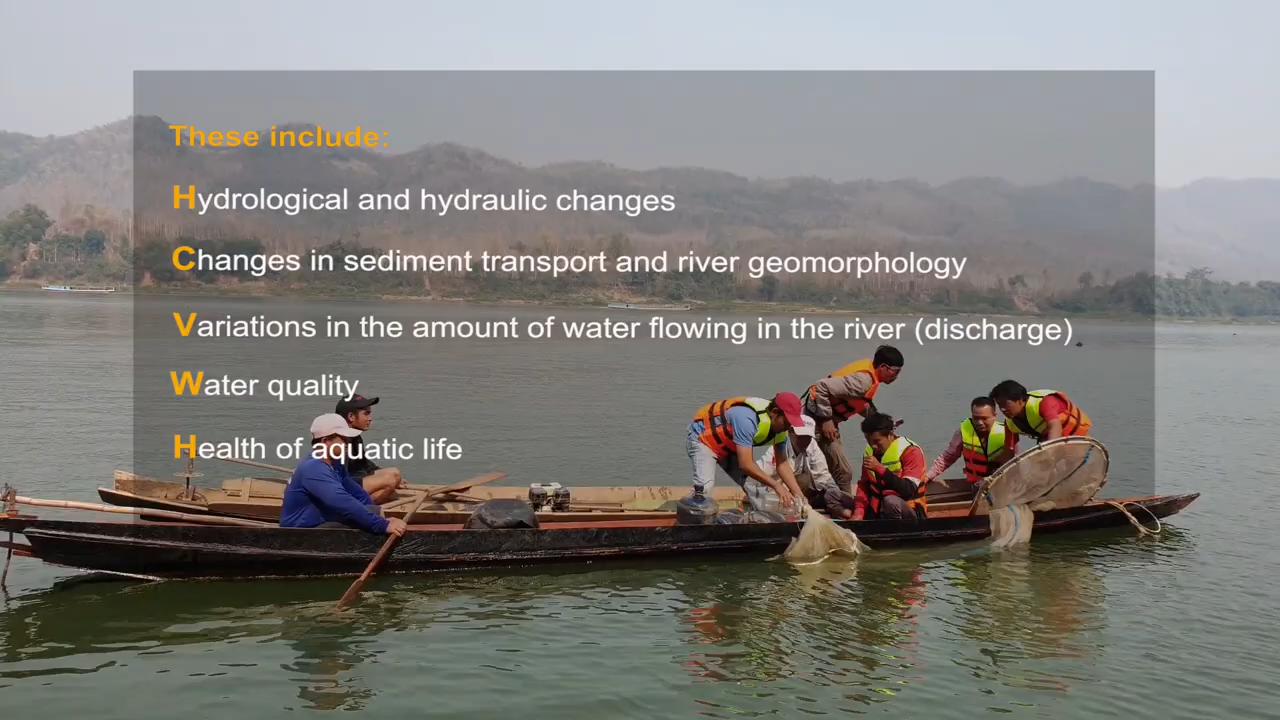 These include:
Hydrological and hydraulic changes
Changes in sediment transport and river geomorphology
Variations in the amount of water flowing in the river (discharge)
Water quality
Health of aquatic life